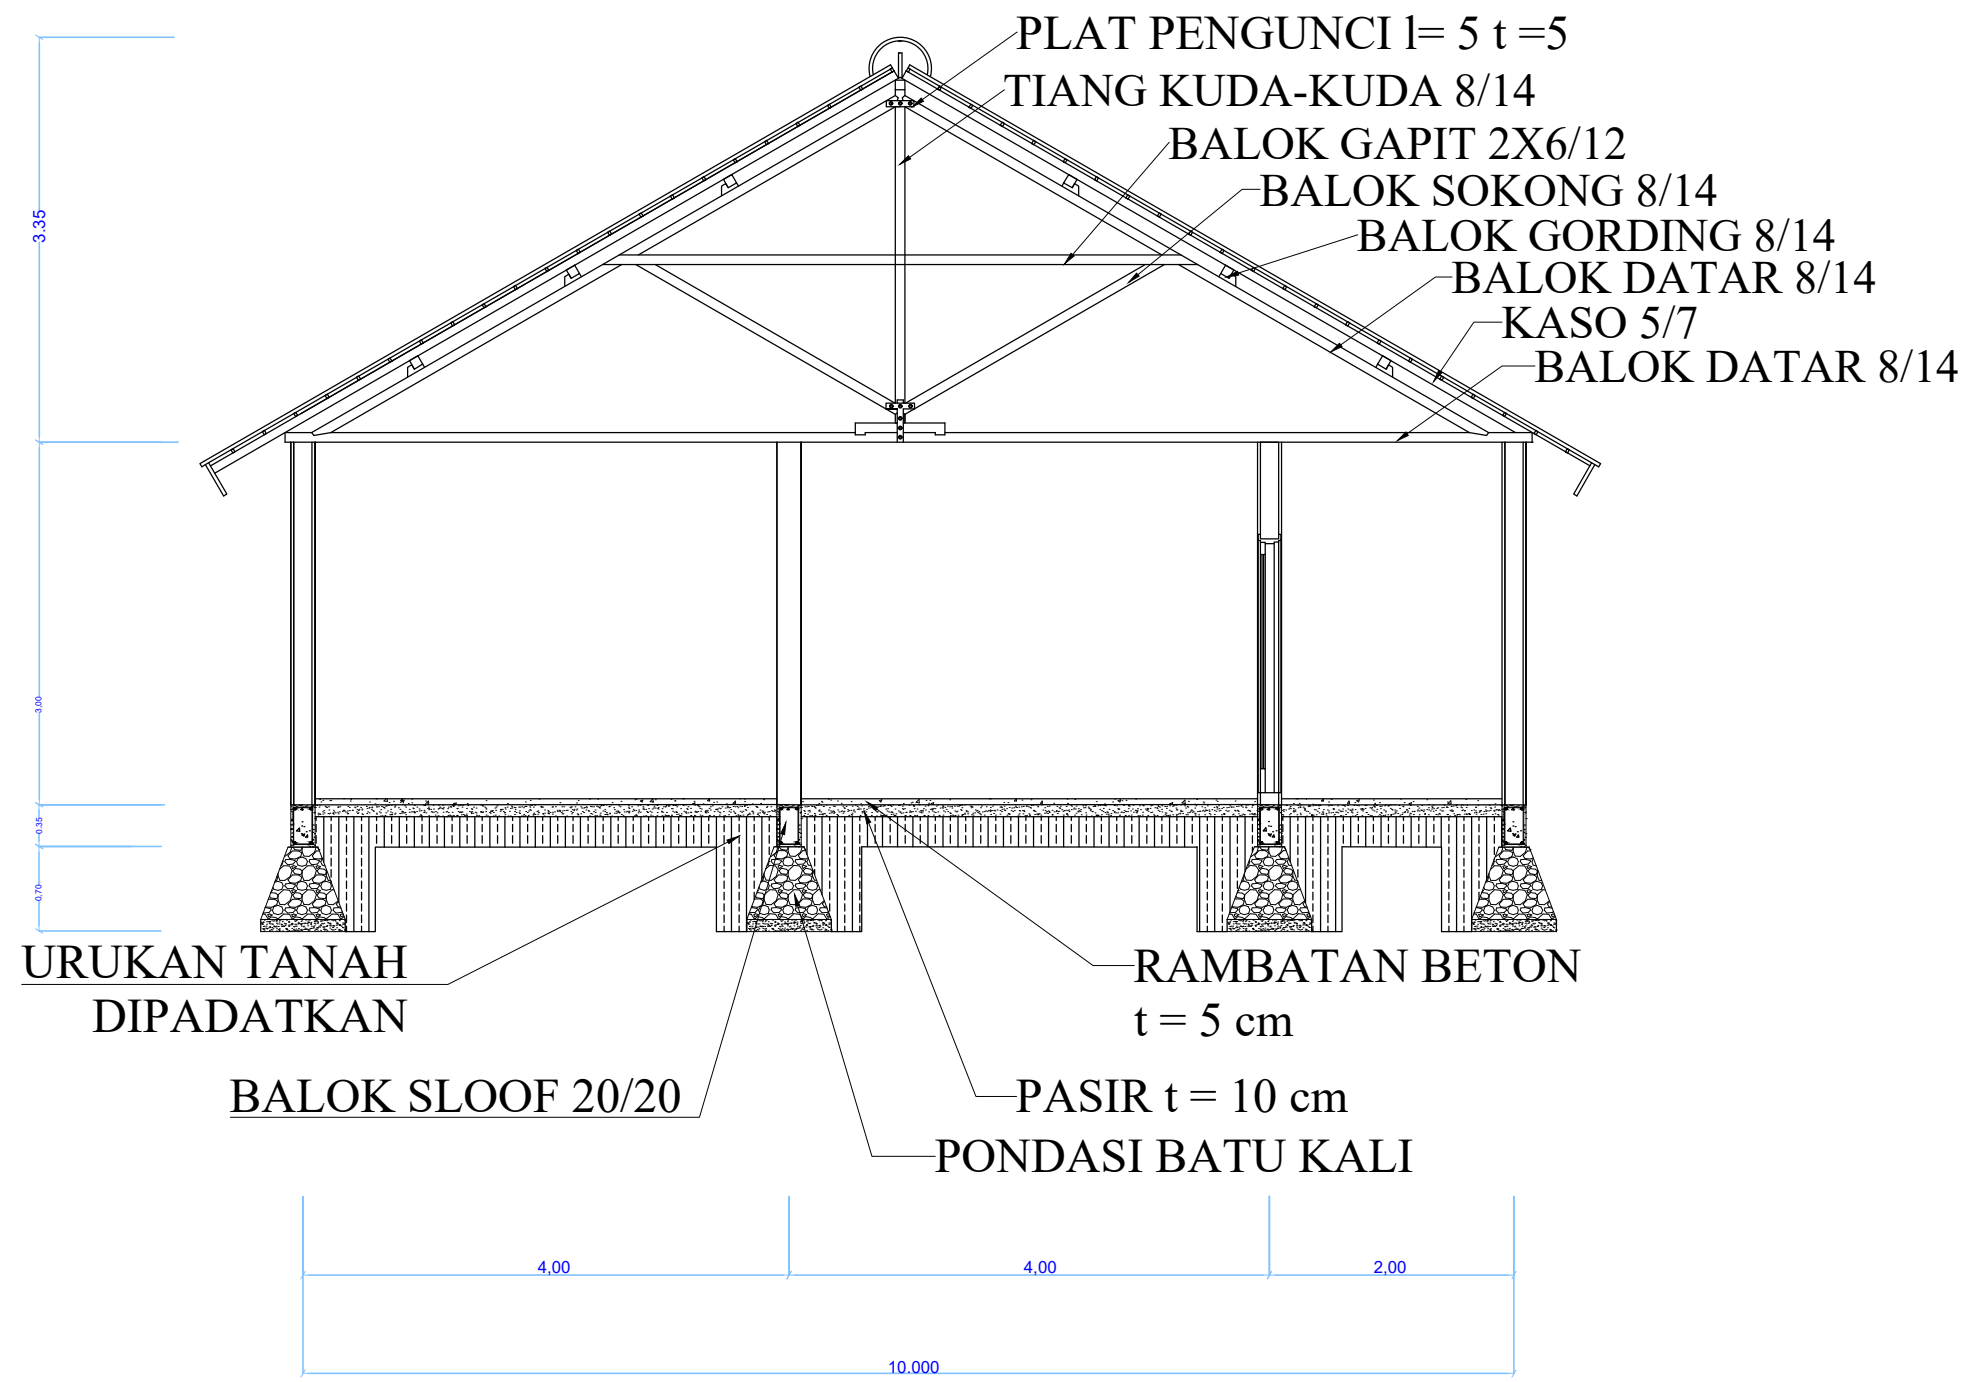 PLAT PENGUNCI l= 5 t =5
TIANG KUDA-KUDA 8/14
BALOK GAPIT 2X6/12
BALOK SOKONG 8/14
BALOK GORDING 8/14
BALOK DATAR 8/14
KASO 5/7
BALOK DATAR 8/14
3.35
3,00
0.35
0,70
URUKAN TANAH
DIPADATKAN
RAMBATAN BETON
t = 5 cm
BALOK SLOOF 20/20
PASIR t = 10 cm
PONDASI BATU KALI
4,00
4,00
2,00
10.000